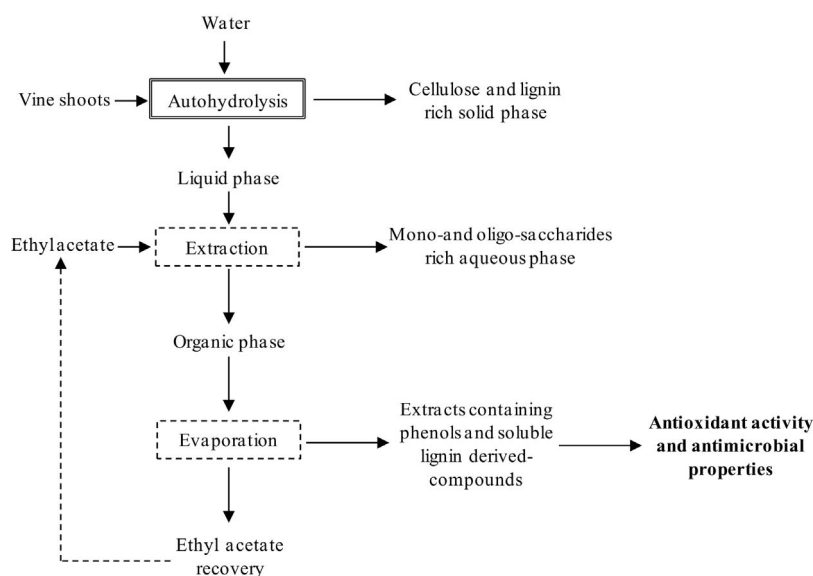 Water
Vine shoots
Autohydrolysis
Cellulose and lignin
rich solid phase
Liquid phase
Ethyl acetate
Extraction
Mono-and oligo-saccharides
rich aqueous phase
Organic phase
Evaporation
Extracts containing
phenols and soluble
lignin derived-
compounds
Antioxidant activity
and antimicrobial
properties
Ethyl acetate
recovery